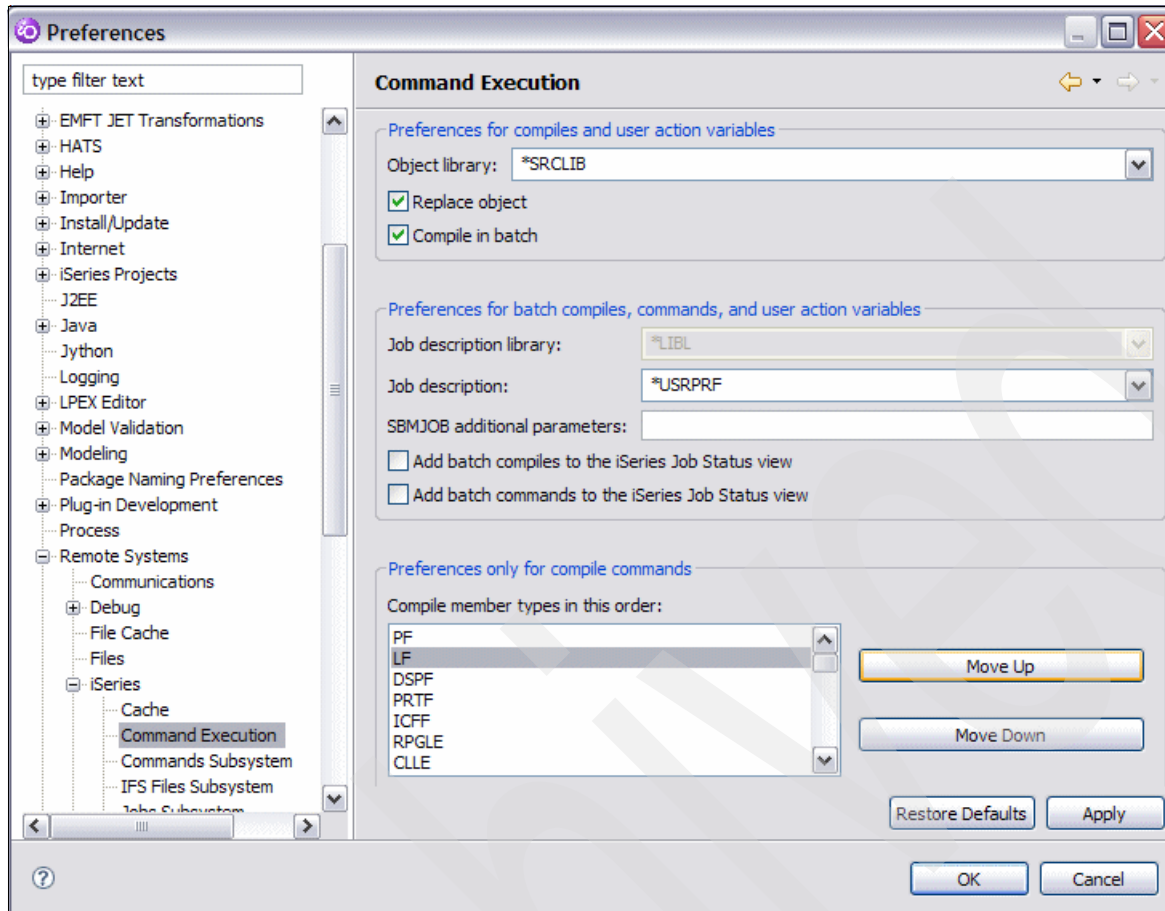 Preferences
type filter text
EMFT JET Transformations
HATS
Help
Importer
Install/Update
Internet
iSeries Projects
J2EE
Java
Jython
Logging
LPEX Editor
Model Validation
Modeling
Package Naming Preferences
Plug-in Development
Process
Remote Systems
Communications
Debug
File Cache
Files
iSeries
Cache
Command Execution
Commands Subsystem
IFS Files Subsystem
Jobs Subsystem
Command Execution
Preferences for compiles and user action variables
Object library: *SRCLIB
Replace object
Compile in batch
Preferences for batch compiles, commands, and user action variables
Job description library: *LIBL
Job description: *USRPRF
SBMJOB additional parameters:
Add batch compiles to the iSeries Job Status view
Add batch commands to the iSeries Job Status view
Preferences only for compile commands
Compile member types in this order:
PF
LF
DSPF
PRTF
ICFF
RPGLE
CLLE
Move Up
Move Down
Restore Defaults Apply
OK Cancel